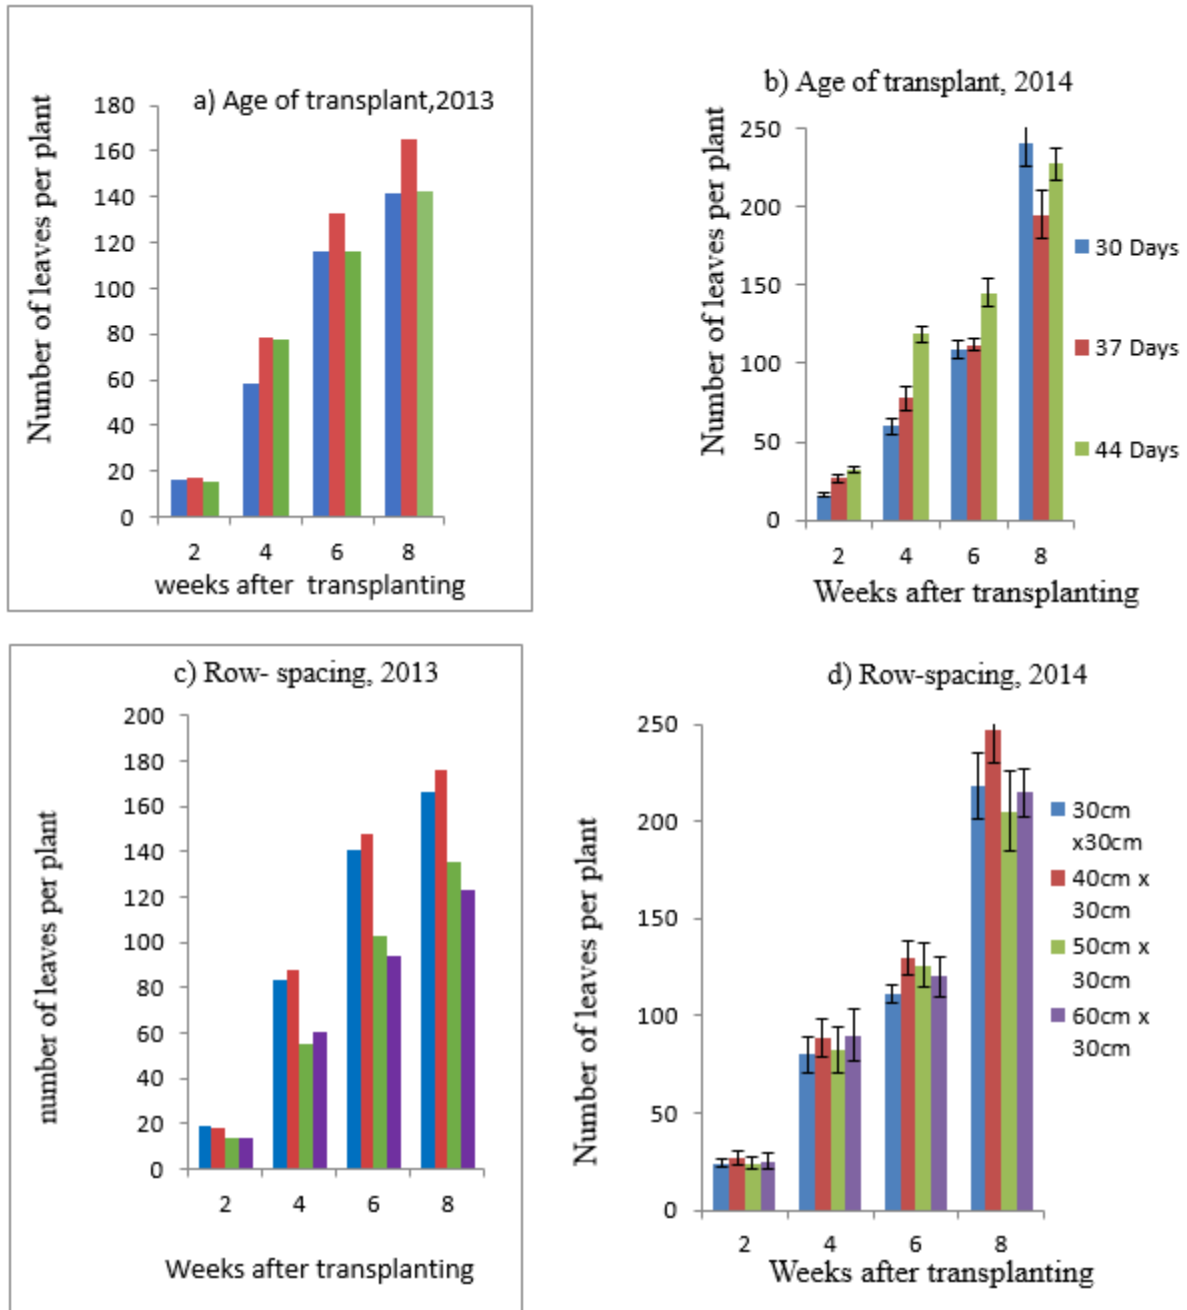 a) Age of transplant,2013
Number of leaves per plant
180
160
140
120
100
80
60
40
20
0
2 4 6 8
weeks after transplanting
b) Age of transplant, 2014
Number of leaves per plant
250
200
150
100
50
0
2 4 6 8
Weeks after transplanting
30 Days
37 Days
44 Days
c) Row- spacing, 2013
number of leaves per plant
200
180
160
140
120
100
80
60
40
20
0
2 4 6 8
Weeks after transplanting
d) Row-spacing, 2014
Number of leaves per plant
250
200
150
100
50
0
2 4 6 8
Weeks after transplanting
30cm
x30cm
40cm x
30cm
50cm x
30cm
60cm x
30cm